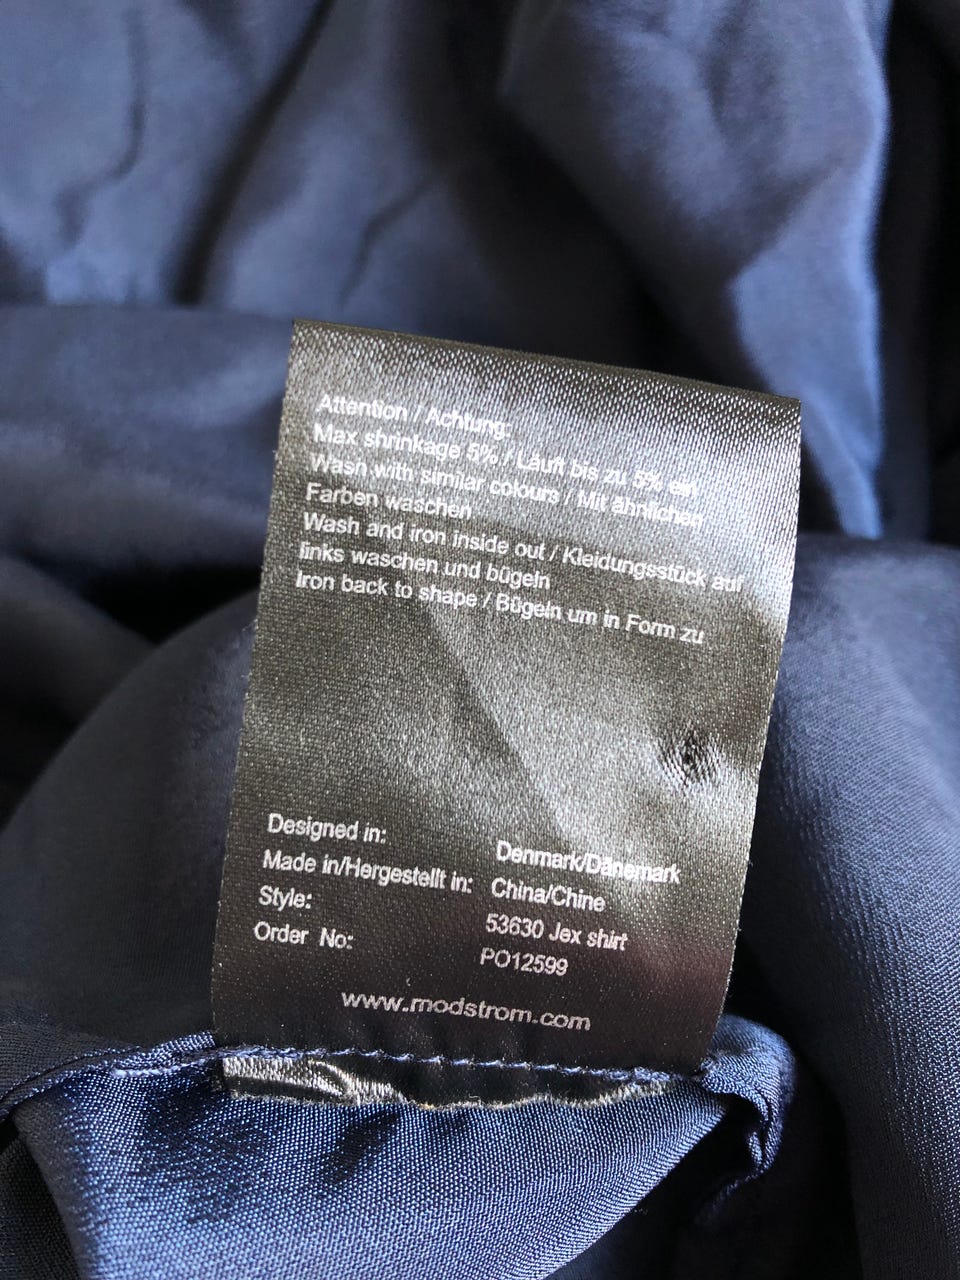 Attention / Achtung:
Max shrinkage 5% / Läuft bis zu 5% ein
Wash with similar colours / Mit ähnlichen
Farben waschen
Wash and iron inside out / Kleidungsstück auf
links waschen und bügeln
Iron back to shape / Bügeln um in Form zu
Designed in: Denmark/Dänemark
Made in/Hergestellt in: China/Chine
Style: 53630 Jex shirt
Order No: PO12599
www.modstrom.com